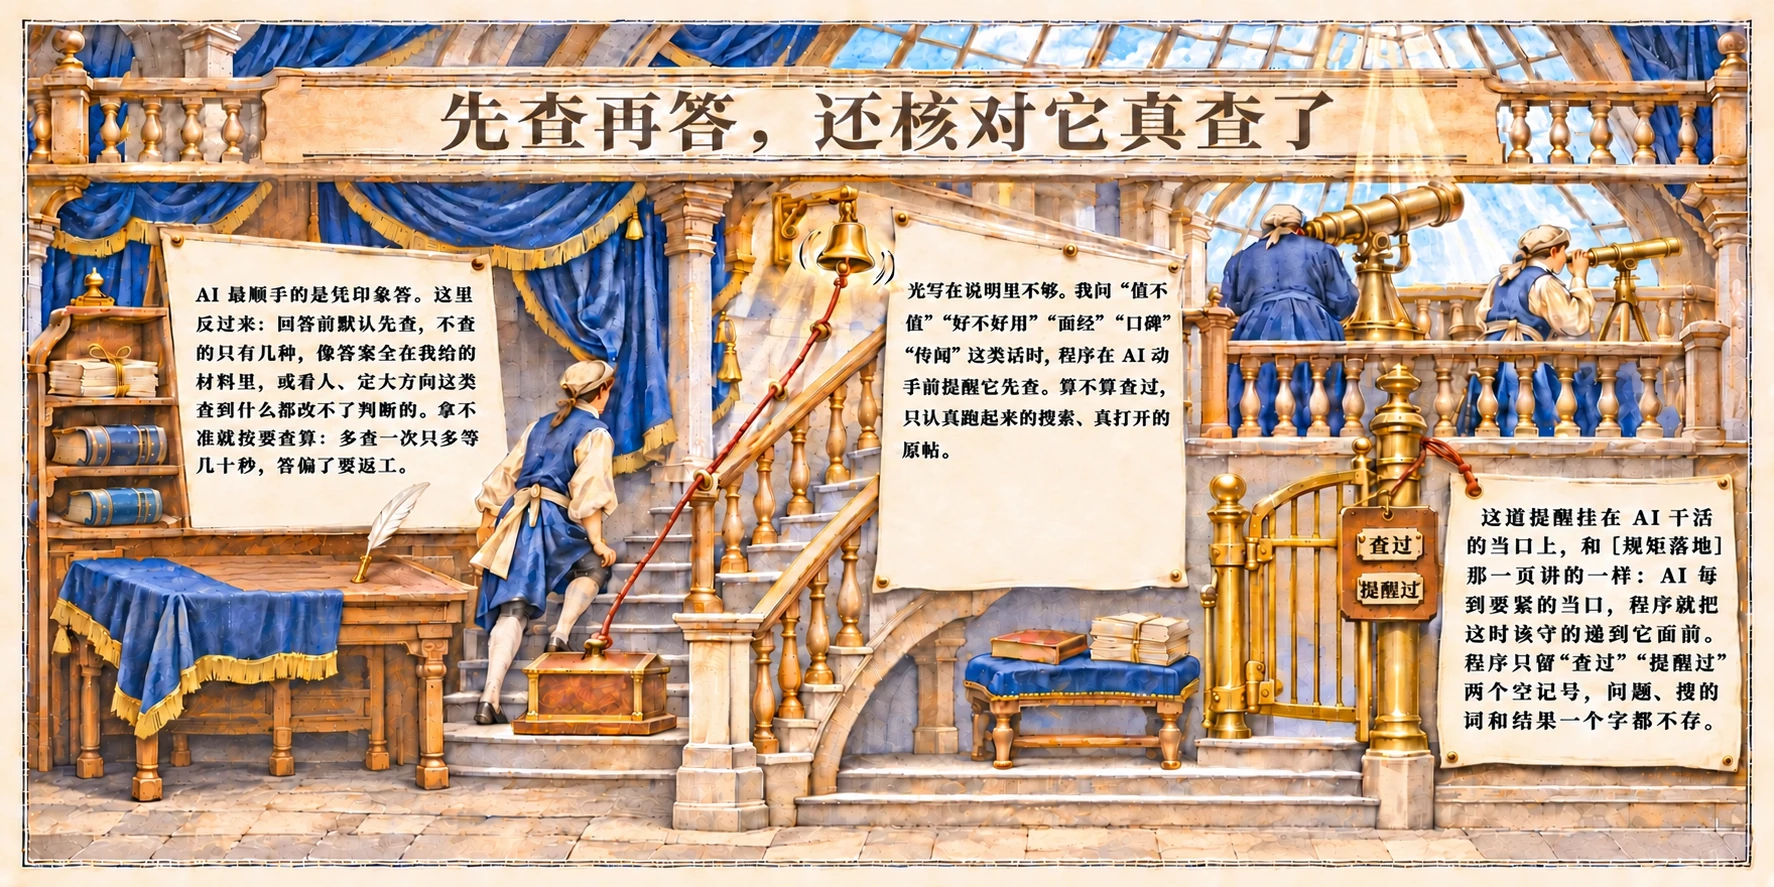 先查再答，还核对它真查了
AI 最顺手的是凭印象答。这里
反过来：回答前默认先查，不查
的只有几种，像答案全在我给的
材料里，或看人、定大方向这类
查到什么都改不了判断的。拿不
准就按要查算：多查一次只多等
几十秒，答偏了要返工。
光写在说明里不够。我问“值不
值”“好不好用”“面经”“口碑”
“传闻”这类话时，程序在 AI 动
手前提醒它先查。算不算查过，
只认真跑起来的搜索、真打开的
原帖。
查过
提醒过
这道提醒挂在 AI 干活
的当口上，和［规矩落地］
那一页讲的一样：AI 每
到要紧的当口，程序就把
这时该守的递到它面前。
程序只留“查过”“提醒过”
两个空记号，问题、搜的
词和结果一个字都不存。